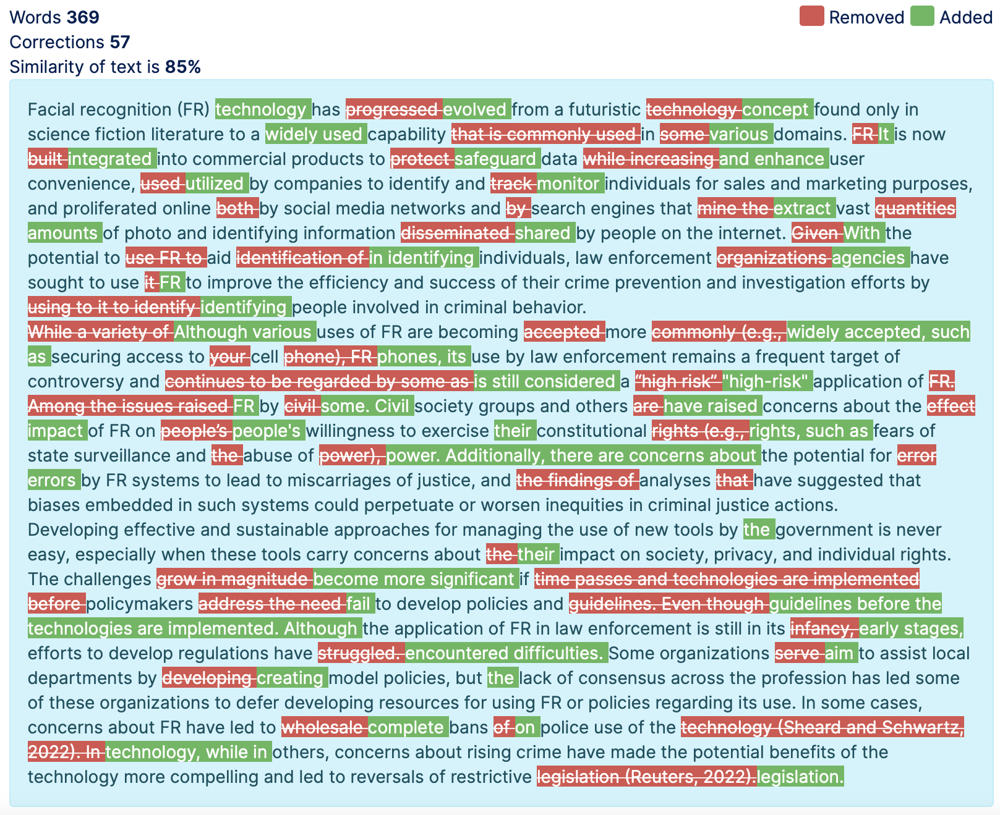 Words 369
Removed Added
Corrections 57
Similarity of text is 85%
Facial recognition (FR) technology has progressed evolved from a futuristic technology concept found only in
science fiction literature to a widely used capability that is commonly used in some various domains. FR It is now
built integrated into commercial products to protect safeguard data while increasing and enhance user
convenience, used utilized by companies to identify and track monitor individuals for sales and marketing purposes,
and proliferated online both by social media networks and by search engines that mine the extract vast quantities
amounts of photo and identifying information disseminated shared by people on the internet. Given With the
potential to use FR to aid identification of in identifying individuals, law enforcement organizations agencies have
sought to use it FR to improve the efficiency and success of their crime prevention and investigation efforts by
using to it to identify identifying people involved in criminal behavior.
While a variety of Although various uses of FR are becoming accepted more commonly (e.g., widely accepted, such
as securing access to your cell phone), FR phones, its use by law enforcement remains a frequent target of
controversy and continues to be regarded by some as is still considered a “high risk” "high-risk" application of FR.
Among the issues raised FR by civil some. Civil society groups and others are have raised concerns about the effect
impact of FR on people’s people's willingness to exercise their constitutional rights (e.g., rights, such as fears of
state surveillance and the abuse of power), power. Additionally, there are concerns about the potential for error
errors by FR systems to lead to miscarriages of justice, and the findings of analyses that have suggested that
biases embedded in such systems could perpetuate or worsen inequities in criminal justice actions.
Developing effective and sustainable approaches for managing the use of new tools by the government is never
easy, especially when these tools carry concerns about the their impact on society, privacy, and individual rights.
The challenges grow in magnitude become more significant if time passes and technologies are implemented
before policymakers address the need fail to develop policies and guidelines. Even though guidelines before the
technologies are implemented. Although the application of FR in law enforcement is still in its infancy, early stages,
efforts to develop regulations have struggled. encountered difficulties. Some organizations serve aim to assist local
departments by developing creating model policies, but the lack of consensus across the profession has led some
of these organizations to defer developing resources for using FR or policies regarding its use. In some cases,
concerns about FR have led to wholesale complete bans of on police use of the technology (Sheard and Schwartz,
2022). In technology, while in others, concerns about rising crime have made the potential benefits of the
technology more compelling and led to reversals of restrictive legislation (Reuters, 2022).legislation.